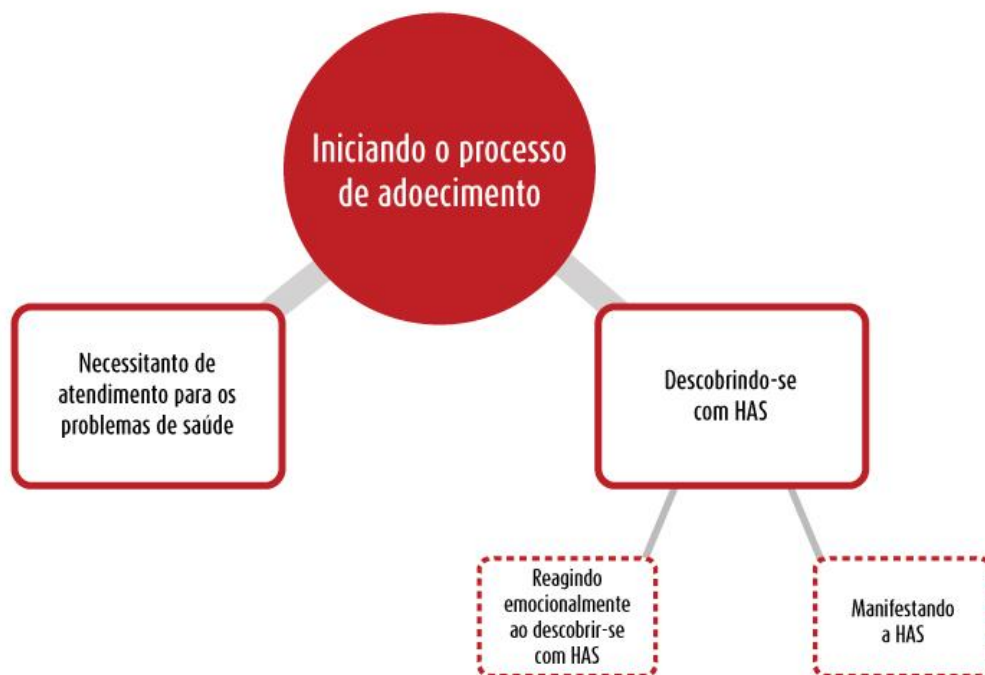 Iniciando o processo
de adoecimento
Necessitanto de
atendimento para os
problemas de saúde
Descobrindo-se
com HAS
Reagindo
emocionalmente
ao descobrir-se
com HAS
Manifestando
a HAS